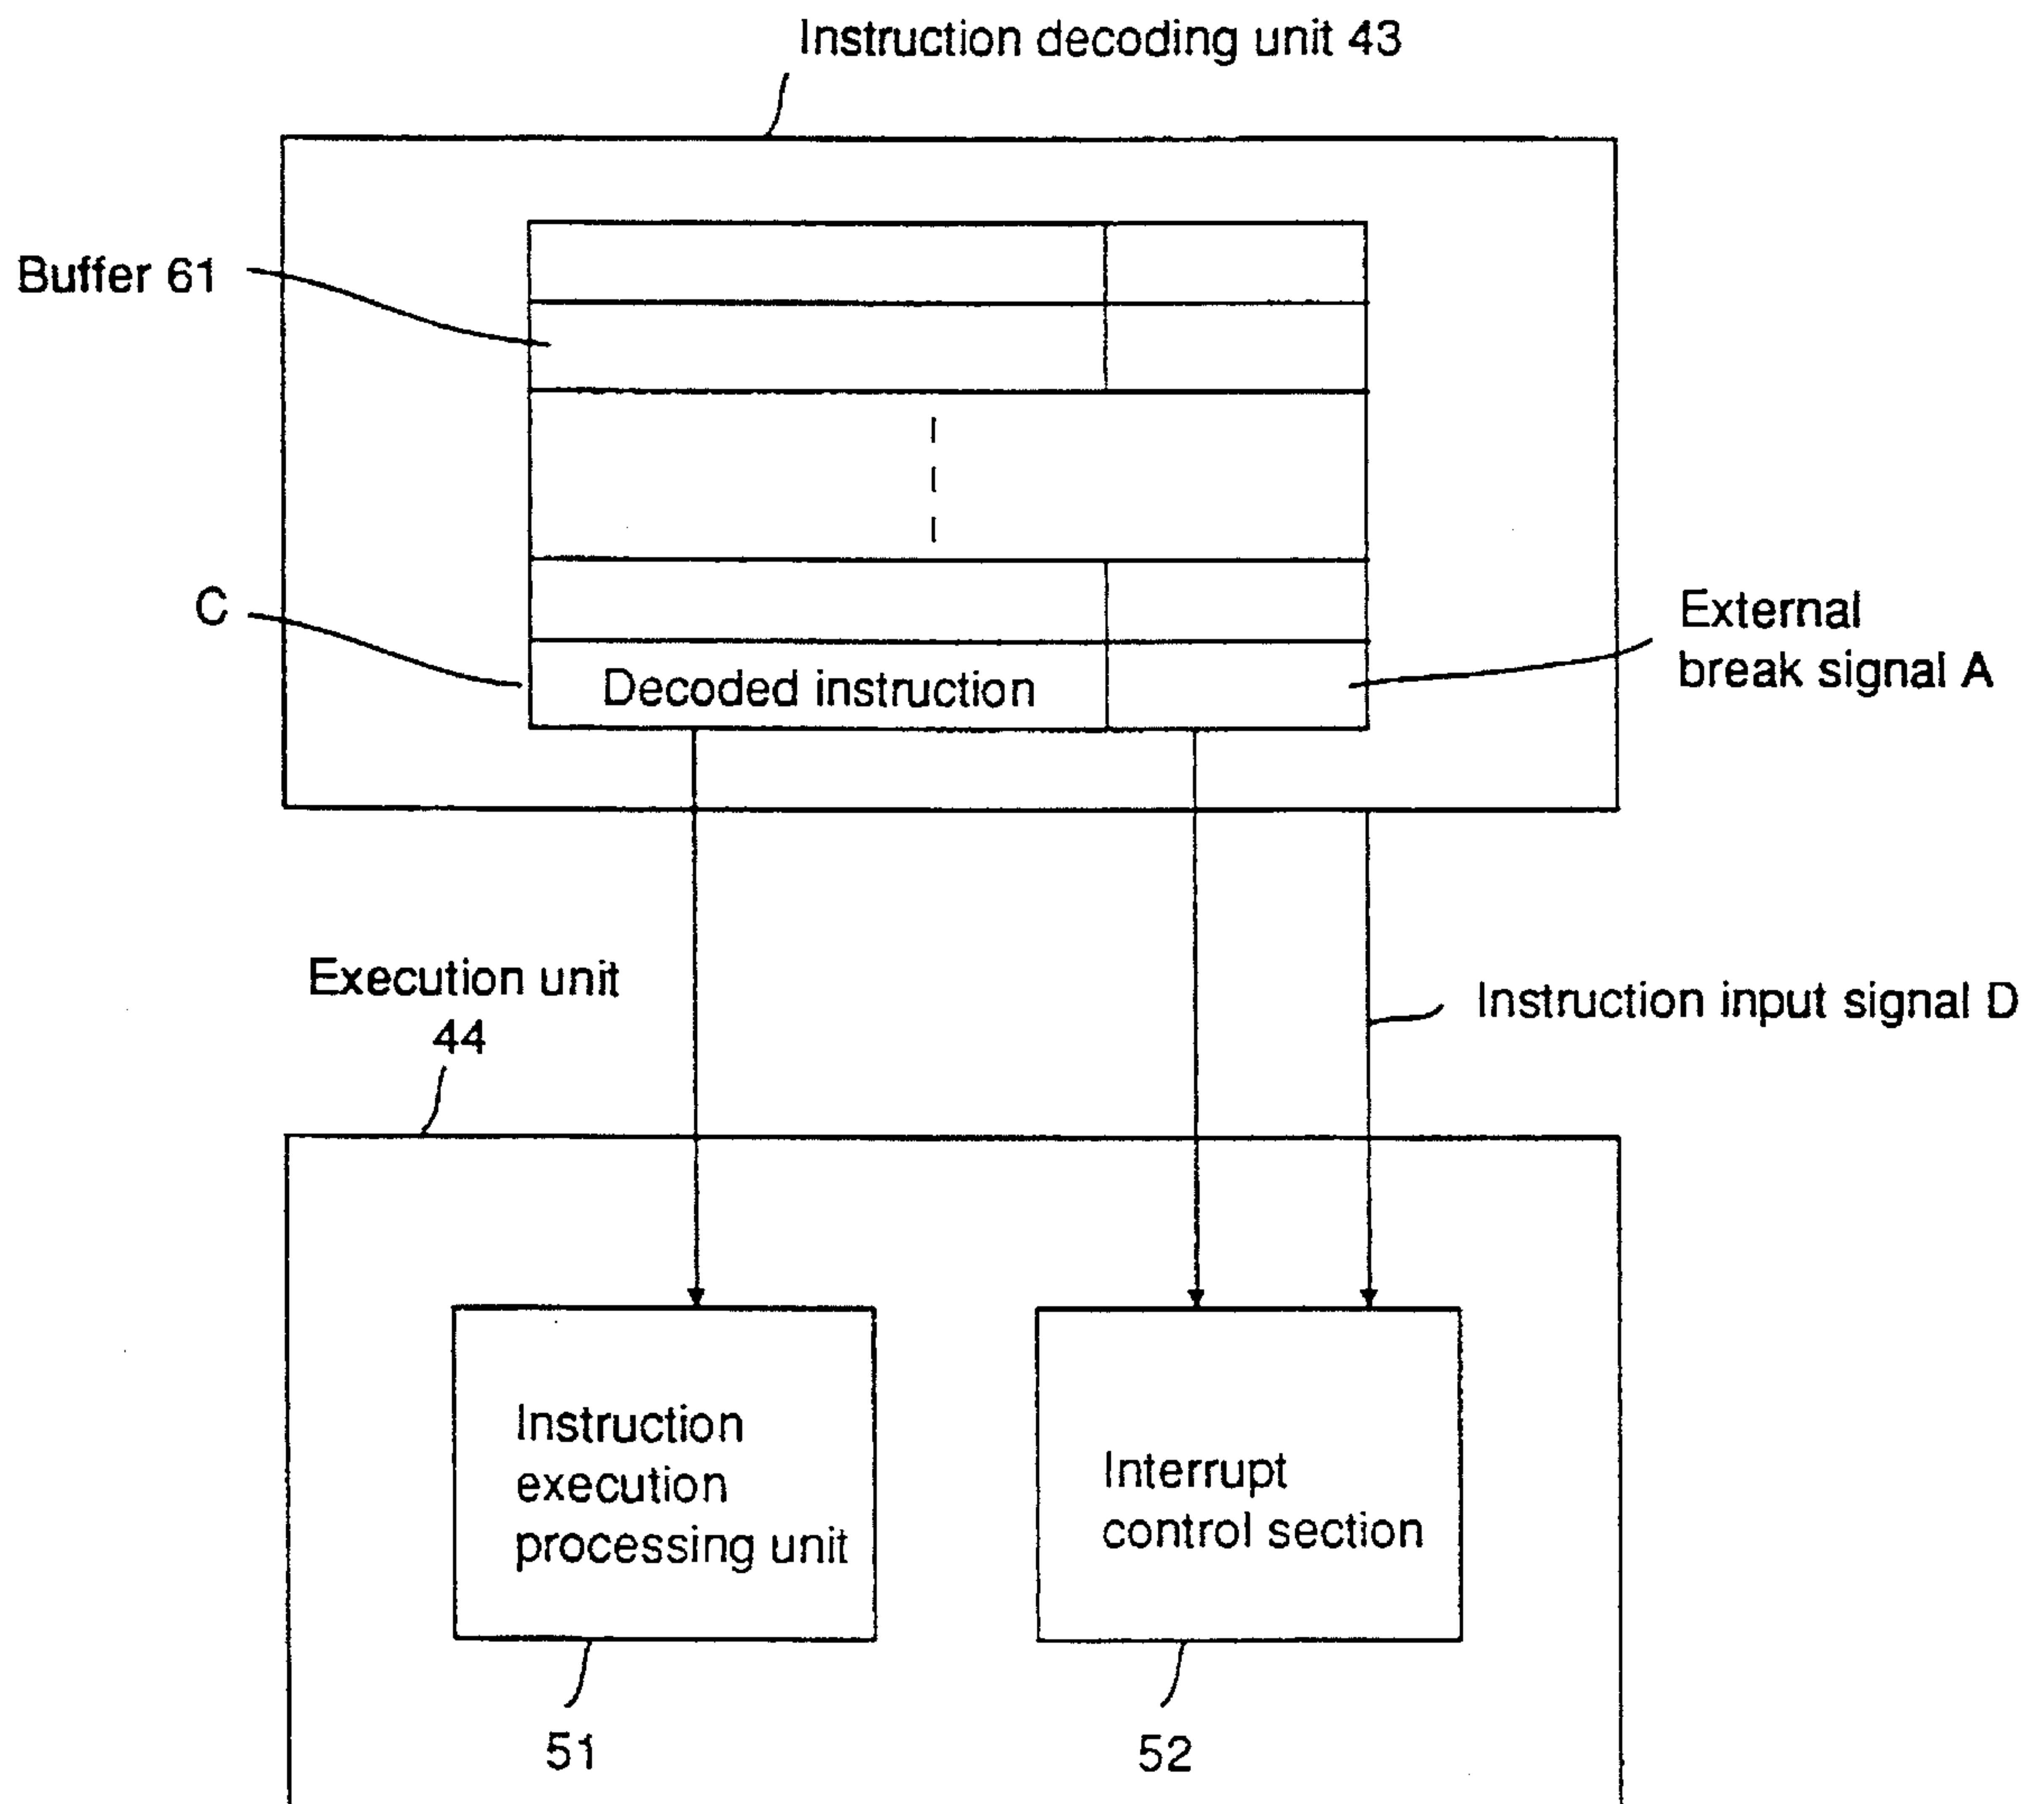 Instruction decoding unit 43
Buffer 61
C
Decoded instruction
External
break signal A
Execution unit
44
Instruction input signal D
Instruction
execution
processing unit
Interrupt
control section
51
52